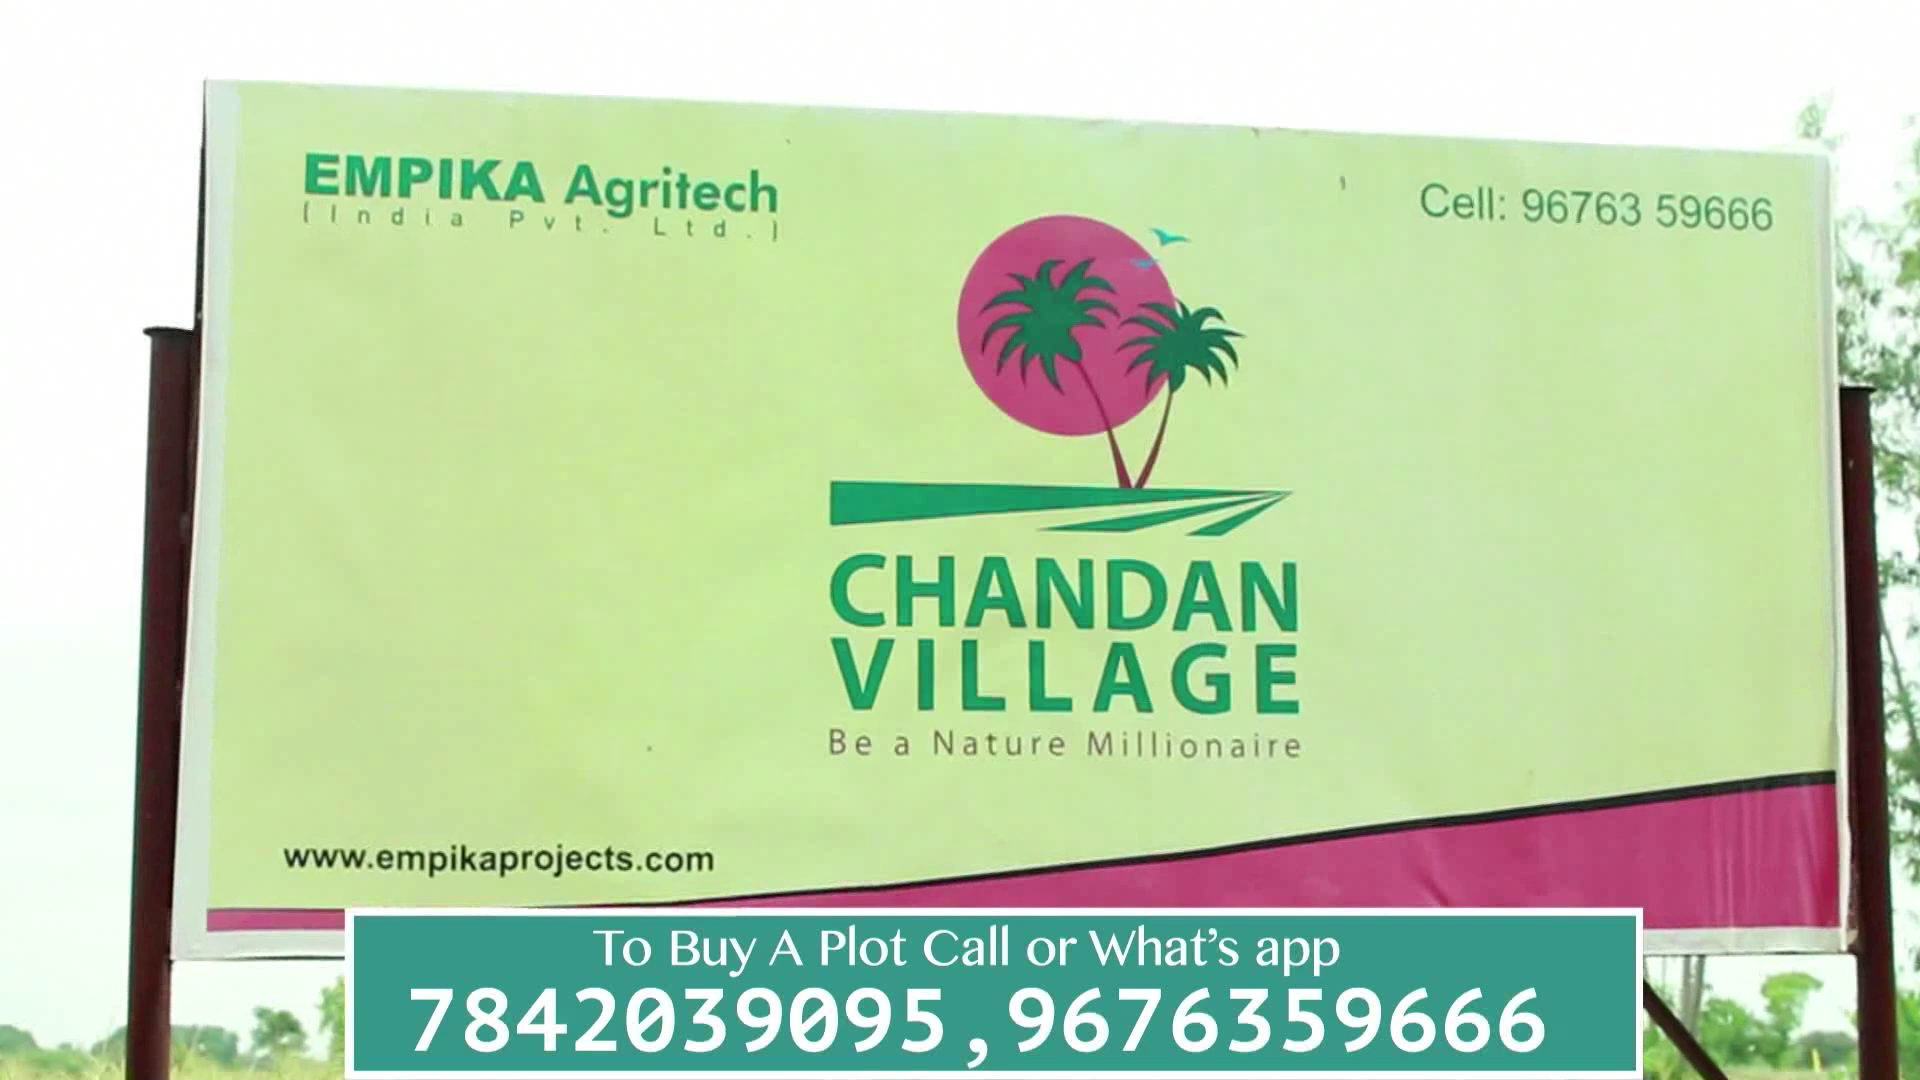 EMPIKA Agritech
[India Pvt. Ltd.]
Cell: 96763 59666
CHANDAN
VILLAGE
Be a Nature Millionaire
www.empikaprojects.com
To Buy A Plot Call or What's app
7842039095,9676359666